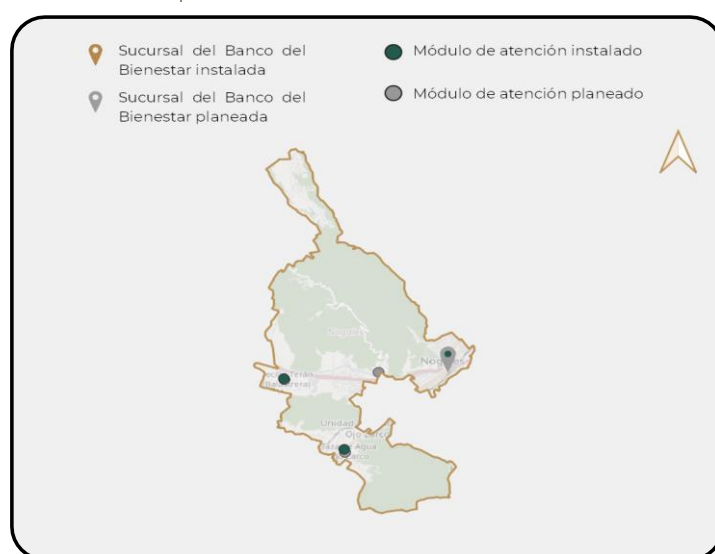 Sucursal del Banco del
Bienestar instalada
Módulo de atención instalado
Sucursal del Banco del
Bienestar planeada
Módulo de atención planeado
Unidad